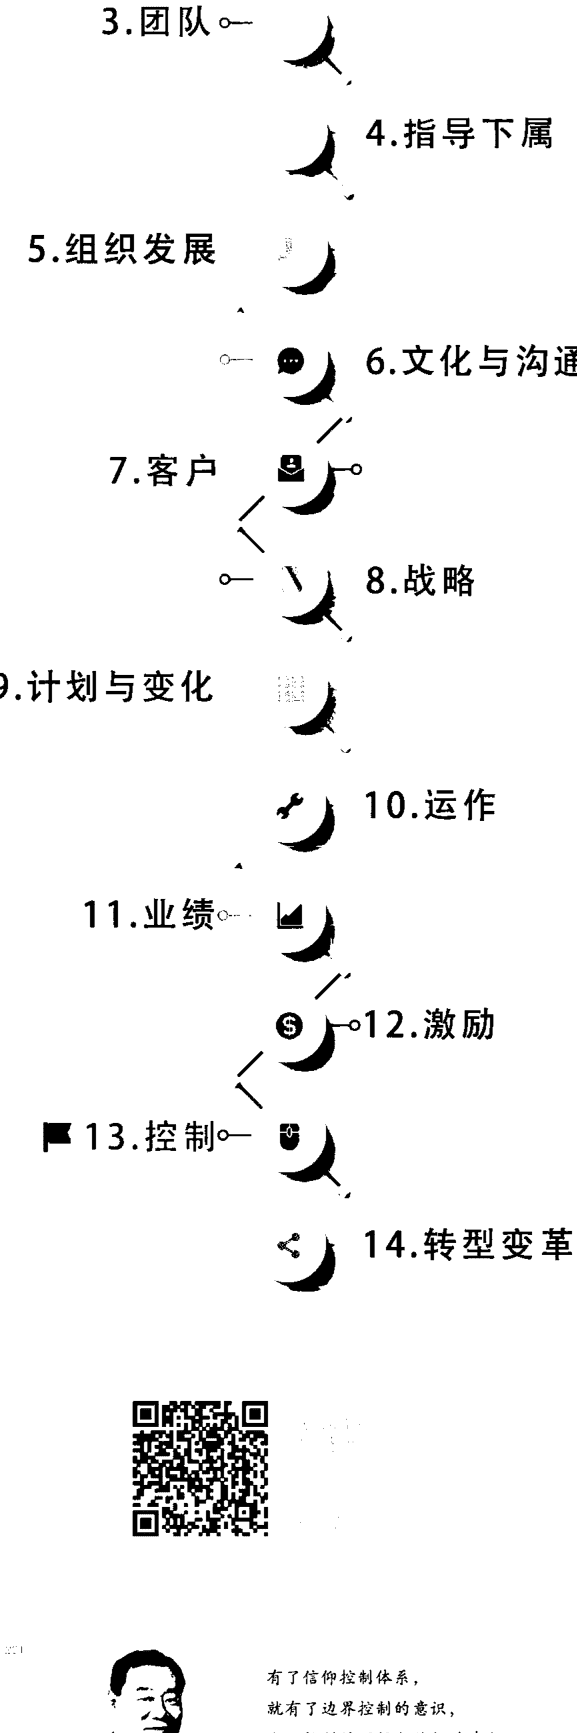 3.团队
4.指导下属
5.组织发展
6.文化与沟通
7.客户
8.战略
9.计划与变化
10.运作
11.业绩
12.激励
13.控制
14.转型变革
有了信仰控制体系，
就有了边界控制的意识，